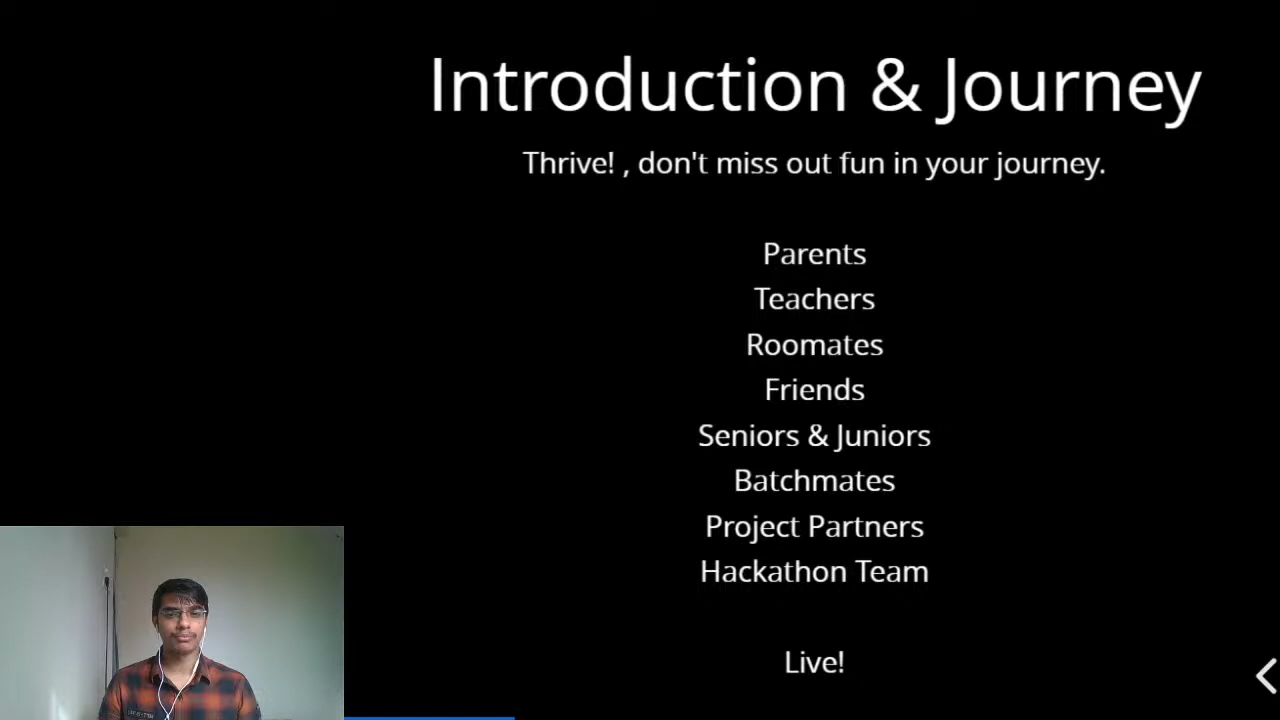 Introduction & Journey
Thrive! , don't miss out fun in your journey.
Parents
Teachers
Roomates
Friends
Seniors & Juniors
Batchmates
Project Partners
Hackathon Team
Live!